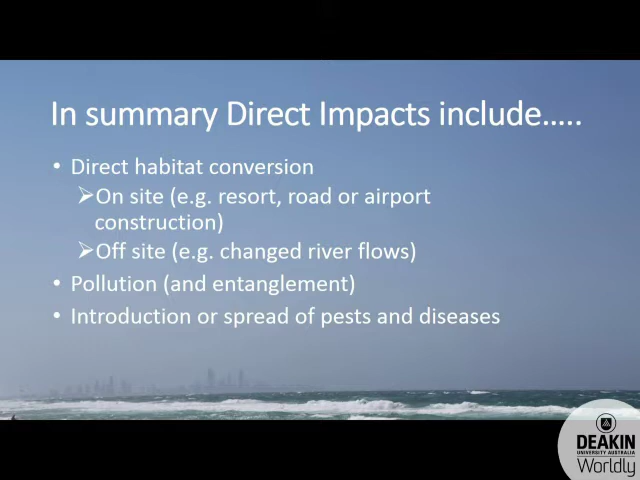 In summary Direct Impacts include.....
• Direct habitat conversion
➢On site (e.g. resort, road or airport
construction)
➢Off site (e.g. changed river flows)
• Pollution (and entanglement)
• Introduction or spread of pests and diseases
DEAKIN
UNIVERSITY AUSTRALIA
Worldly